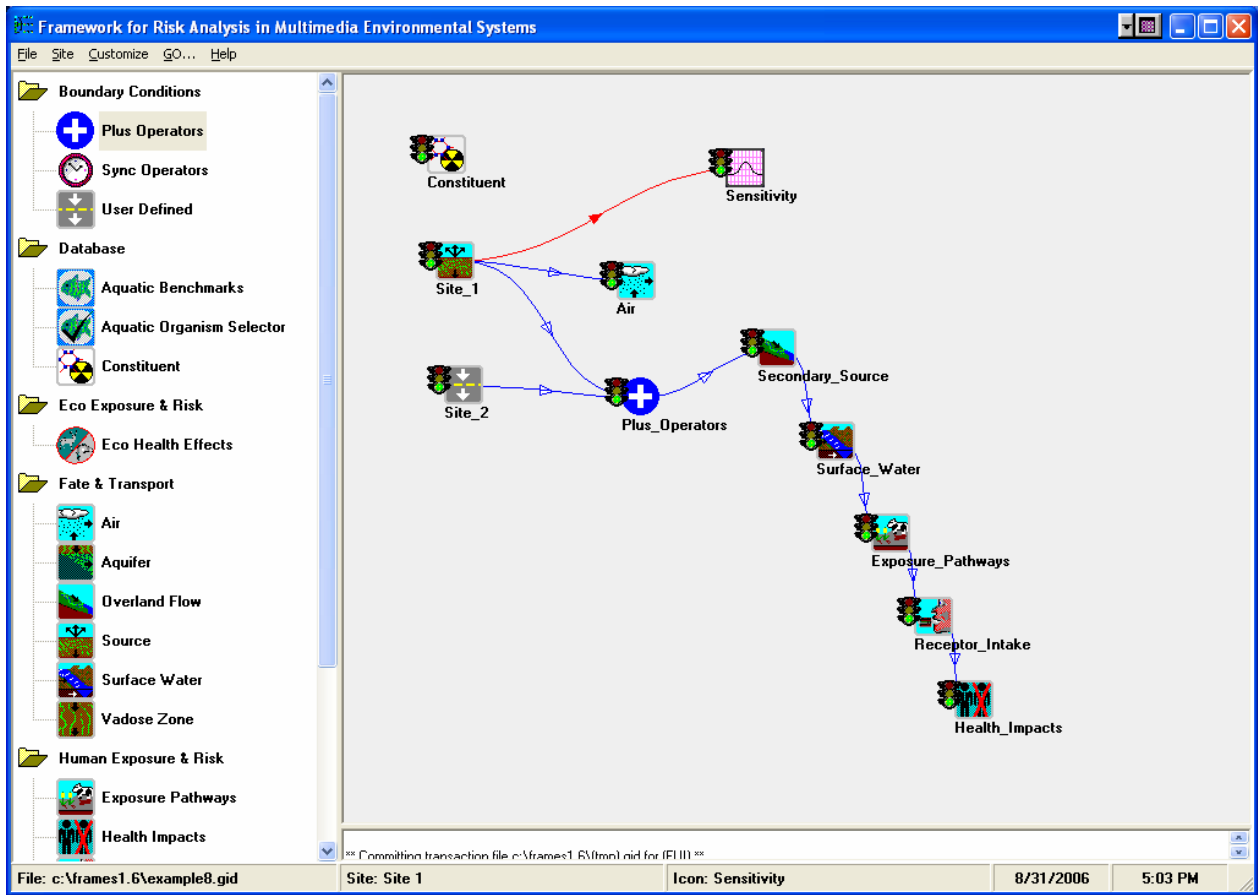 Framework for Risk Analysis in Multimedia Environmental Systems
File Site Customize GO... Help
Boundary Conditions
Plus Operators
Sync Operators
User Defined
Database
Aquatic Benchmarks
Aquatic Organism Selector
Constituent
Eco Exposure & Risk
Eco Health Effects
Fate & Transport
Air
Aquifer
Overland Flow
Source
Surface Water
Vadose Zone
Human Exposure & Risk
Exposure Pathways
Health Impacts
Constituent
Sensitivity
Site_1
Air
Secondary_Source
Site_2
Plus_Operators
Surface_Water
Exposure_Pathways
Receptor_Intake
Health_Impacts
** Committing transaction file c:\frames1.6\(tmp).gid for (FUI) **
File: c:\frames1.6\example8.gid Site: Site 1 Icon: Sensitivity 8/31/2006 5:03 PM